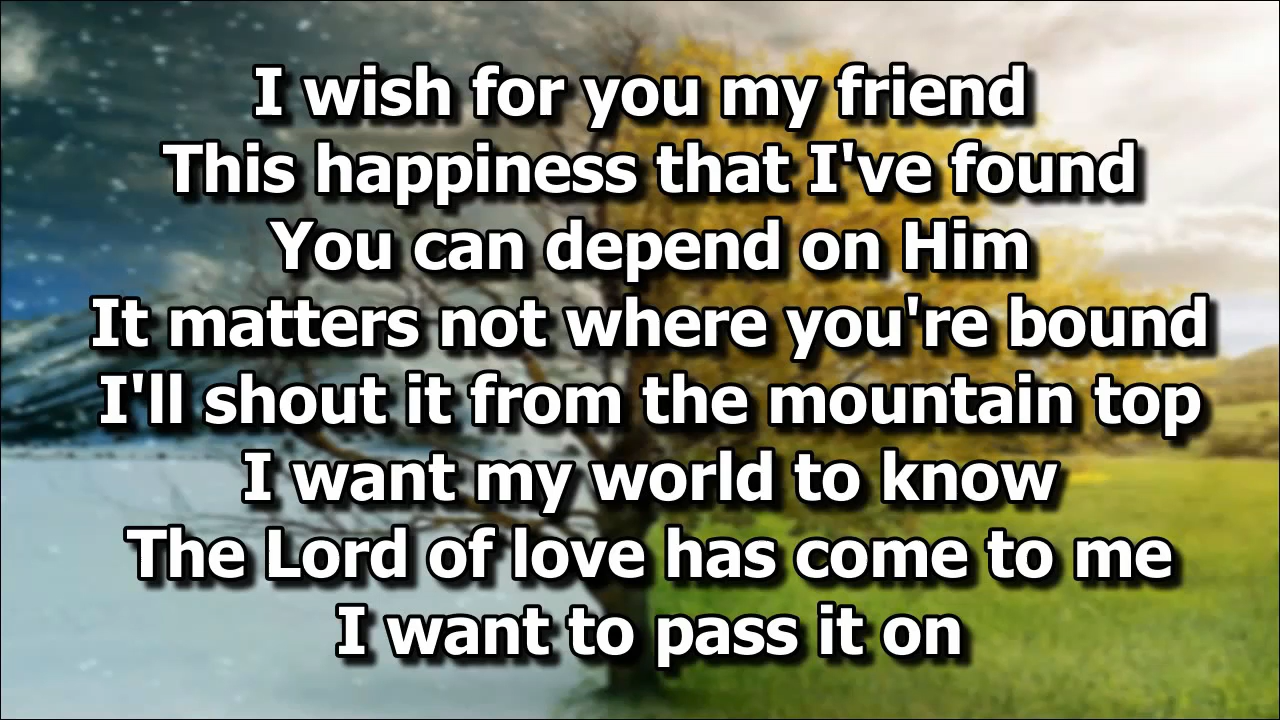 I wish for you my friend
This happiness that I've found
You can depend on Him
It matters not where you're bound
I'll shout it from the mountain top
I want my world to know
The Lord of love has come to me
I want to pass it on